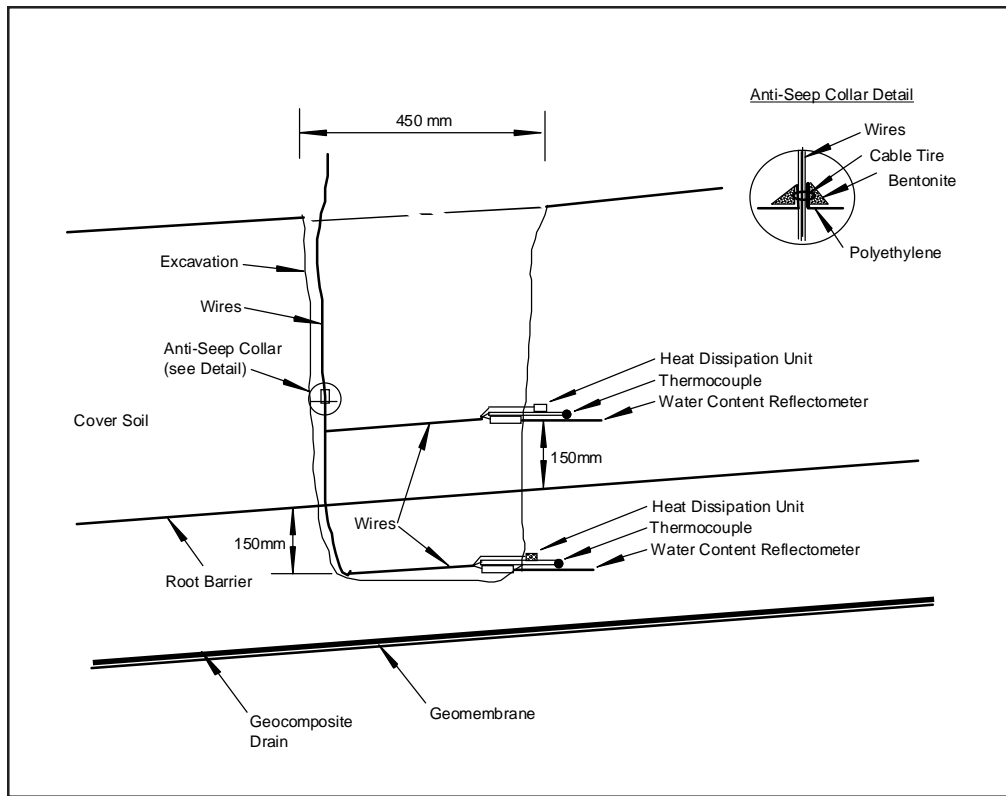 Anti-Seep Collar Detail
Wires
Cable Tire
Bentonite
Polyethylene
450 mm
Excavation
Wires
Anti-Seep Collar
(see Detail)
Cover Soil
Heat Dissipation Unit
Thermocouple
Water Content Reflectometer
150mm
Wires
150mm
Heat Dissipation Unit
Thermocouple
Water Content Reflectometer
Root Barrier
Geocomposite
Drain
Geomembrane